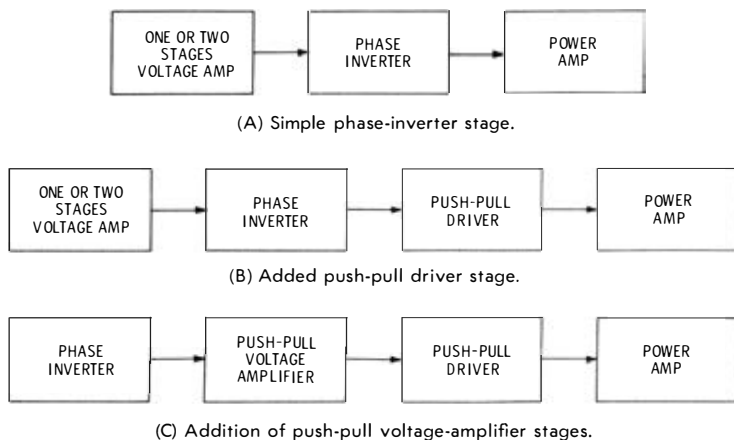 ONE OR TWO
STAGES
VOLTAGE AMP
PHASE
INVERTER
POWER
AMP
(A) Simple phase-inverter stage.
ONE OR TWO
STAGES
VOLTAGE AMP
PHASE
INVERTER
PUSH-PULL
DRIVER
POWER
AMP
(B) Added push-pull driver stage.
PHASE
INVERTER
PUSH-PULL
VOLTAGE
AMPLIFIER
PUSH-PULL
DRIVER
POWER
AMP
(C) Addition of push-pull voltage-amplifier stages.